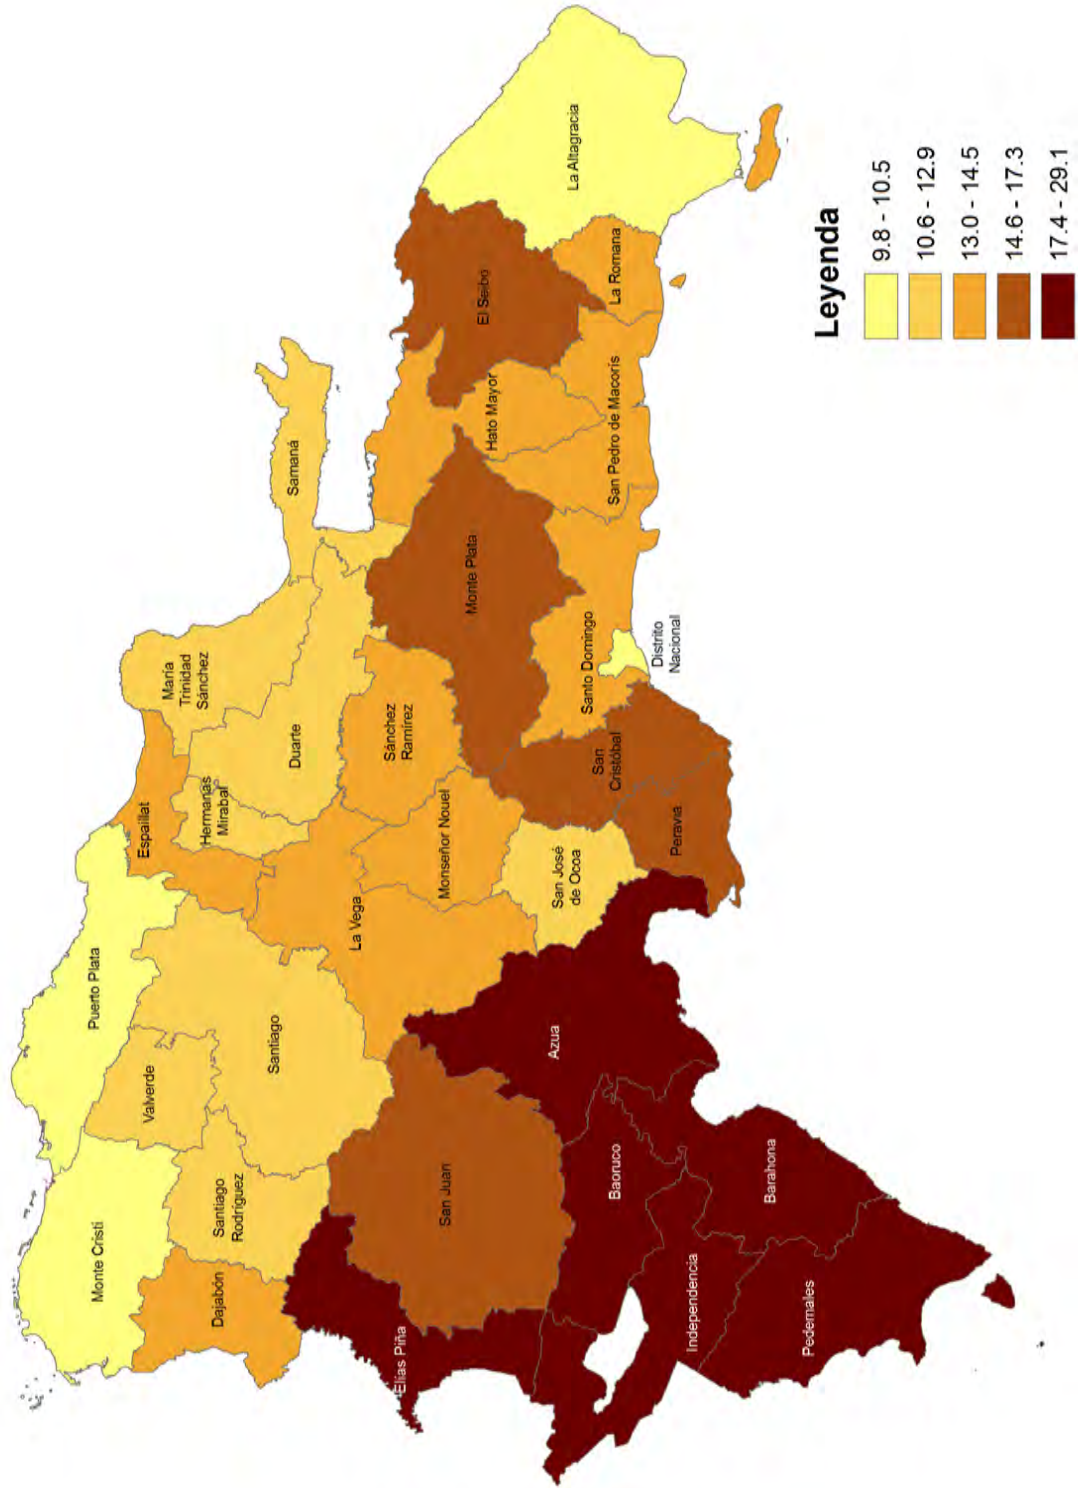 Puerto Plata
Monte Cristi
Espaillat
Valverde
María
Trinidad
Sánchez
Hermanas
Mirabal
Dajabón
Santiago
Rodríguez
Santiago
Duarte
Samaná
La Vega
Sánchez
Ramírez
Elías Piña
San Juan
Monseñor Nouel
Monte Plata
El Seibo
Hato Mayor
Azua
San José
de Ocoa
La Altagracia
Santo Domingo
San
Cristóbal
Baoruco
San Pedro de Macorís
La Romana
Distrito
Nacional
Peravia
Independencia
Barahona
Pedernales
Leyenda
9.8 - 10.5
10.6 - 12.9
13.0 - 14.5
14.6 - 17.3
17.4 - 29.1